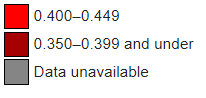 0.400–0.449
0.350–0.399 and under
Data unavailable